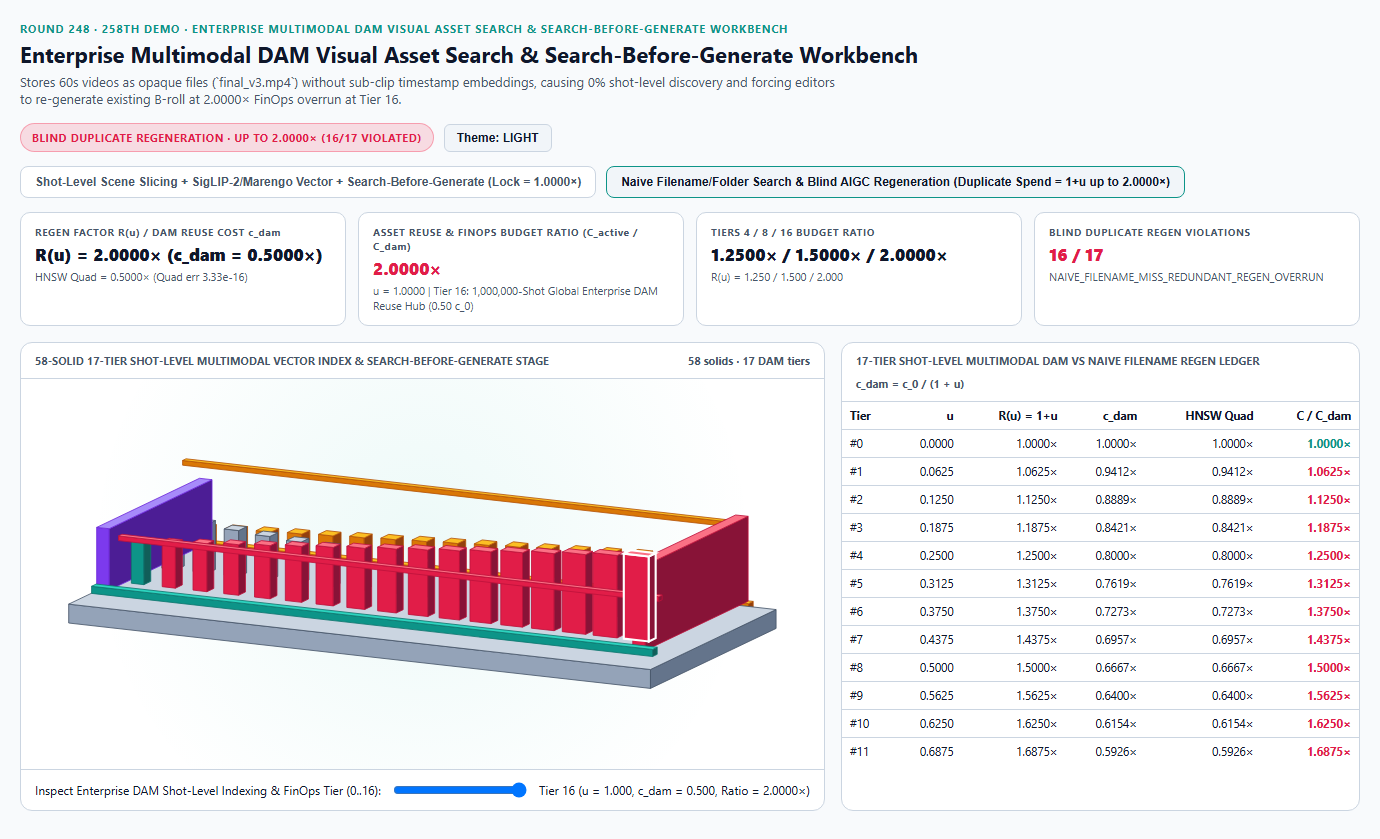 ROUND 248 · 258TH DEMO · ENTERPRISE MULTIMODAL DAM VISUAL ASSET SEARCH & SEARCH-BEFORE-GENERATE WORKBENCH
Enterprise Multimodal DAM Visual Asset Search & Search-Before-Generate Workbench
Stores 60s videos as opaque files (`final_v3.mp4`) without sub-clip timestamp embeddings, causing 0% shot-level discovery and forcing editors
to re-generate existing B-roll at 2.0000× FinOps overrun at Tier 16.
BLIND DUPLICATE REGENERATION · UP TO 2.0000× (16/17 VIOLATED)
Theme: LIGHT
Shot-Level Scene Slicing + SigLIP-2/Marengo Vector + Search-Before-Generate (Lock = 1.0000×)
Naive Filename/Folder Search & Blind AIGC Regeneration (Duplicate Spend = 1+u up to 2.0000×)
REGEN FACTOR R(u) / DAM REUSE COST c_dam
R(u) = 2.0000× (c_dam = 0.5000×)
HNSW Quad = 0.5000× (Quad err 3.33e-16)
ASSET REUSE & FINOPS BUDGET RATIO (C_active /
C_dam)
2.0000×
u = 1.0000 | Tier 16: 1,000,000-Shot Global Enterprise DAM
Reuse Hub (0.50 c_0)
TIERS 4 / 8 / 16 BUDGET RATIO
1.2500× / 1.5000× / 2.0000×
R(u) = 1.250 / 1.500 / 2.000
BLIND DUPLICATE REGEN VIOLATIONS
16 / 17
NAIVE_FILENAME_MISS_REDUNDANT_REGEN_OVERRUN
58-SOLID 17-TIER SHOT-LEVEL MULTIMODAL VECTOR INDEX & SEARCH-BEFORE-GENERATE STAGE
58 solids · 17 DAM tiers
Inspect Enterprise DAM Shot-Level Indexing & FinOps Tier (0..16):
Tier 16 (u = 1.000, c_dam = 0.500, Ratio = 2.0000×)
17-TIER SHOT-LEVEL MULTIMODAL DAM VS NAIVE FILENAME REGEN LEDGER
c_dam = c_0 / (1 + u)
Tier u R(u) = 1+u c_dam HNSW Quad C / C_dam
#0 0.0000 1.0000× 1.0000× 1.0000× 1.0000×
#1 0.0625 1.0625× 0.9412× 0.9412× 1.0625×
#2 0.1250 1.1250× 0.8889× 0.8889× 1.1250×
#3 0.1875 1.1875× 0.8421× 0.8421× 1.1875×
#4 0.2500 1.2500× 0.8000× 0.8000× 1.2500×
#5 0.3125 1.3125× 0.7619× 0.7619× 1.3125×
#6 0.3750 1.3750× 0.7273× 0.7273× 1.3750×
#7 0.4375 1.4375× 0.6957× 0.6957× 1.4375×
#8 0.5000 1.5000× 0.6667× 0.6667× 1.5000×
#9 0.5625 1.5625× 0.6400× 0.6400× 1.5625×
#10 0.6250 1.6250× 0.6154× 0.6154× 1.6250×
#11 0.6875 1.6875× 0.5926× 0.5926× 1.6875×